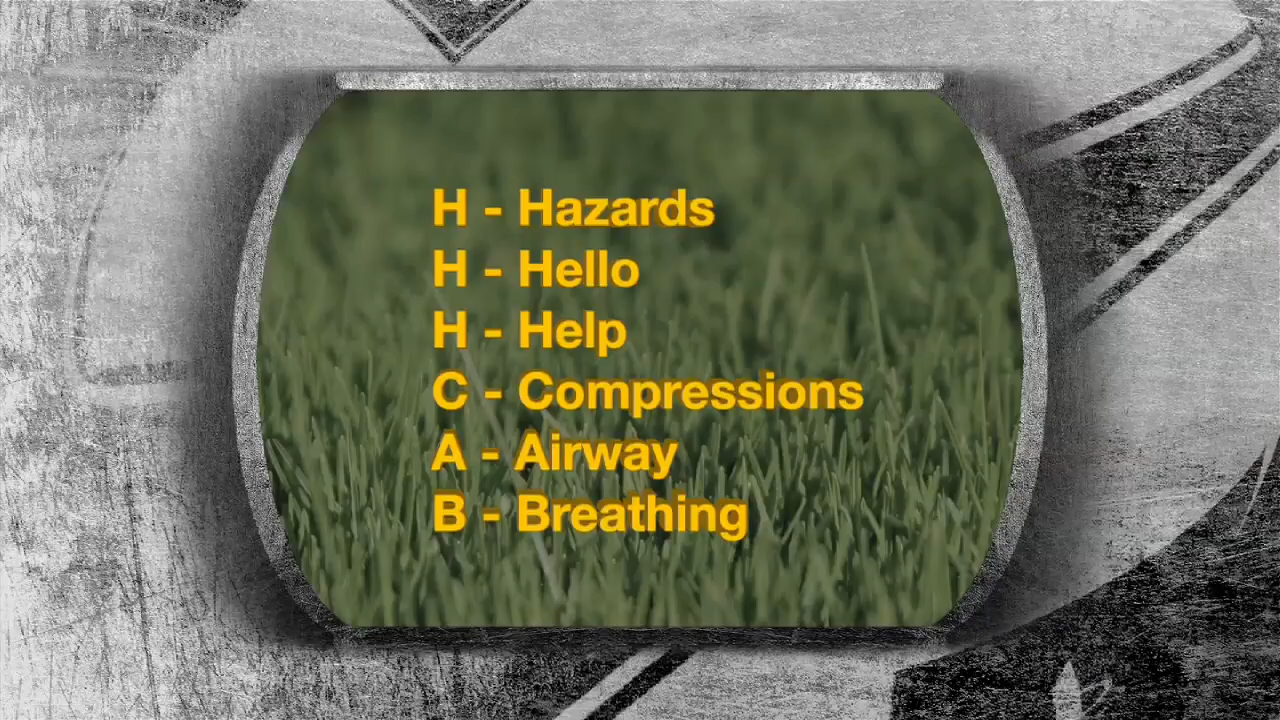 H - Hazards
H - Hello
H - Help
C - Compressions
A - Airway
B - Breathing